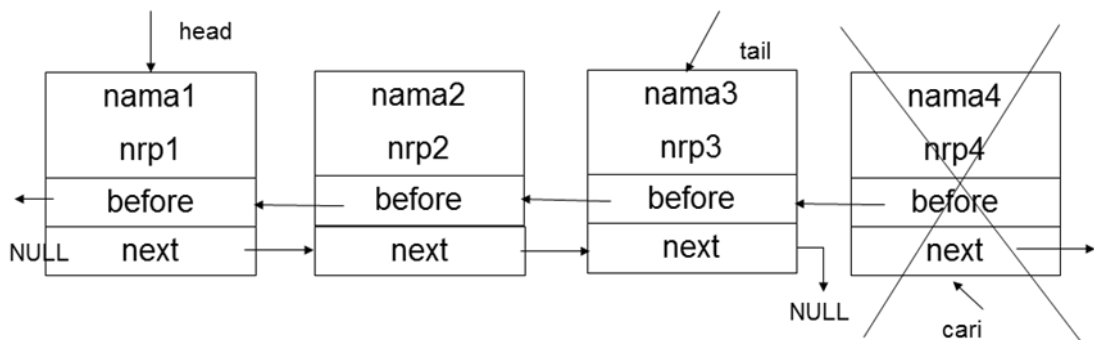 head
tail
nama1
nrp1
before
next
NULL
nama2
nrp2
before
next
nama3
nrp3
before
next
NULL
nama4
nrp4
before
next
cari